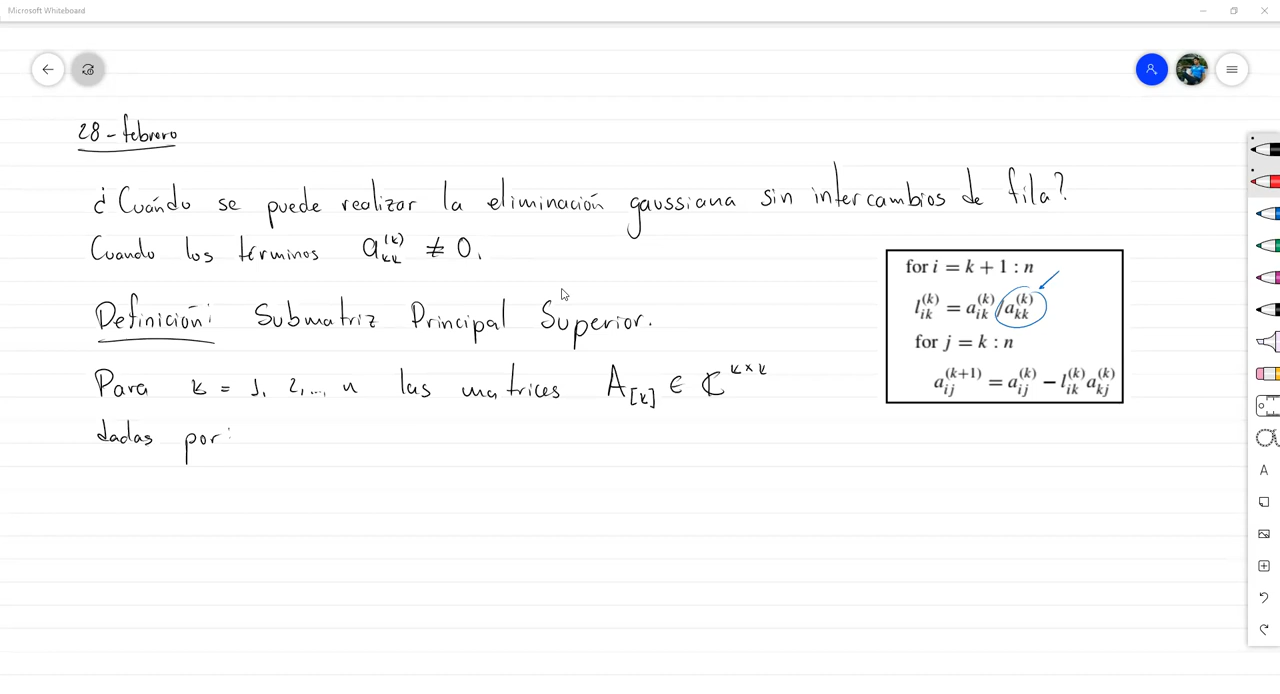 Microsoft Whiteboard
28 - febrero
¿Cuándo se puede realizar la eliminación gaussiana sin intercambios de fila?
Cuando los términos a_{kk}^{(k)} ≠ 0.
for i = k + 1 : n
l_{ik}^{(k)} = a_{ik}^{(k)} / a_{kk}^{(k)}
for j = k : n
a_{ij}^{(k+1)} = a_{ij}^{(k)} − l_{ik}^{(k)} a_{kj}^{(k)}
Definición: Submatriz Principal Superior.
Para k = 1, 2, ..., n las matrices A_{[k]} ∈ ℂ^{k×k}
dadas por:
A